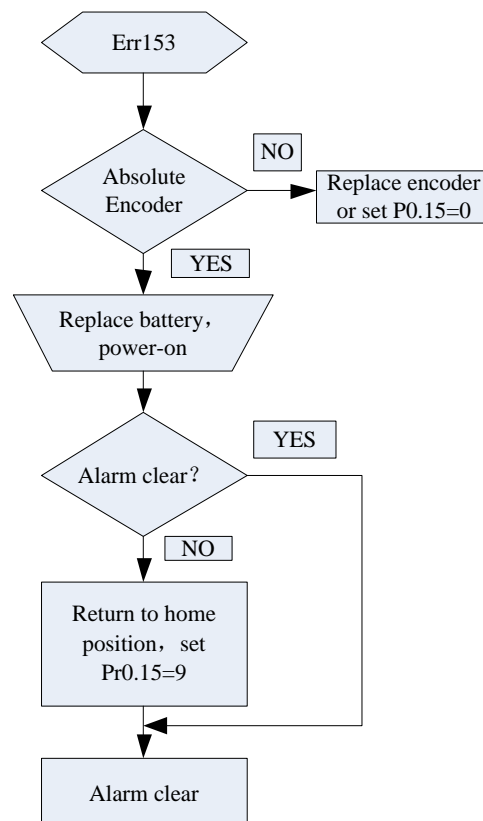 Err153
Absolute
Encoder
NO
Replace encoder
or set P0.15=0
YES
Replace battery，
power-on
Alarm clear？
YES
NO
Return to home
position，set
Pr0.15=9
Alarm clear